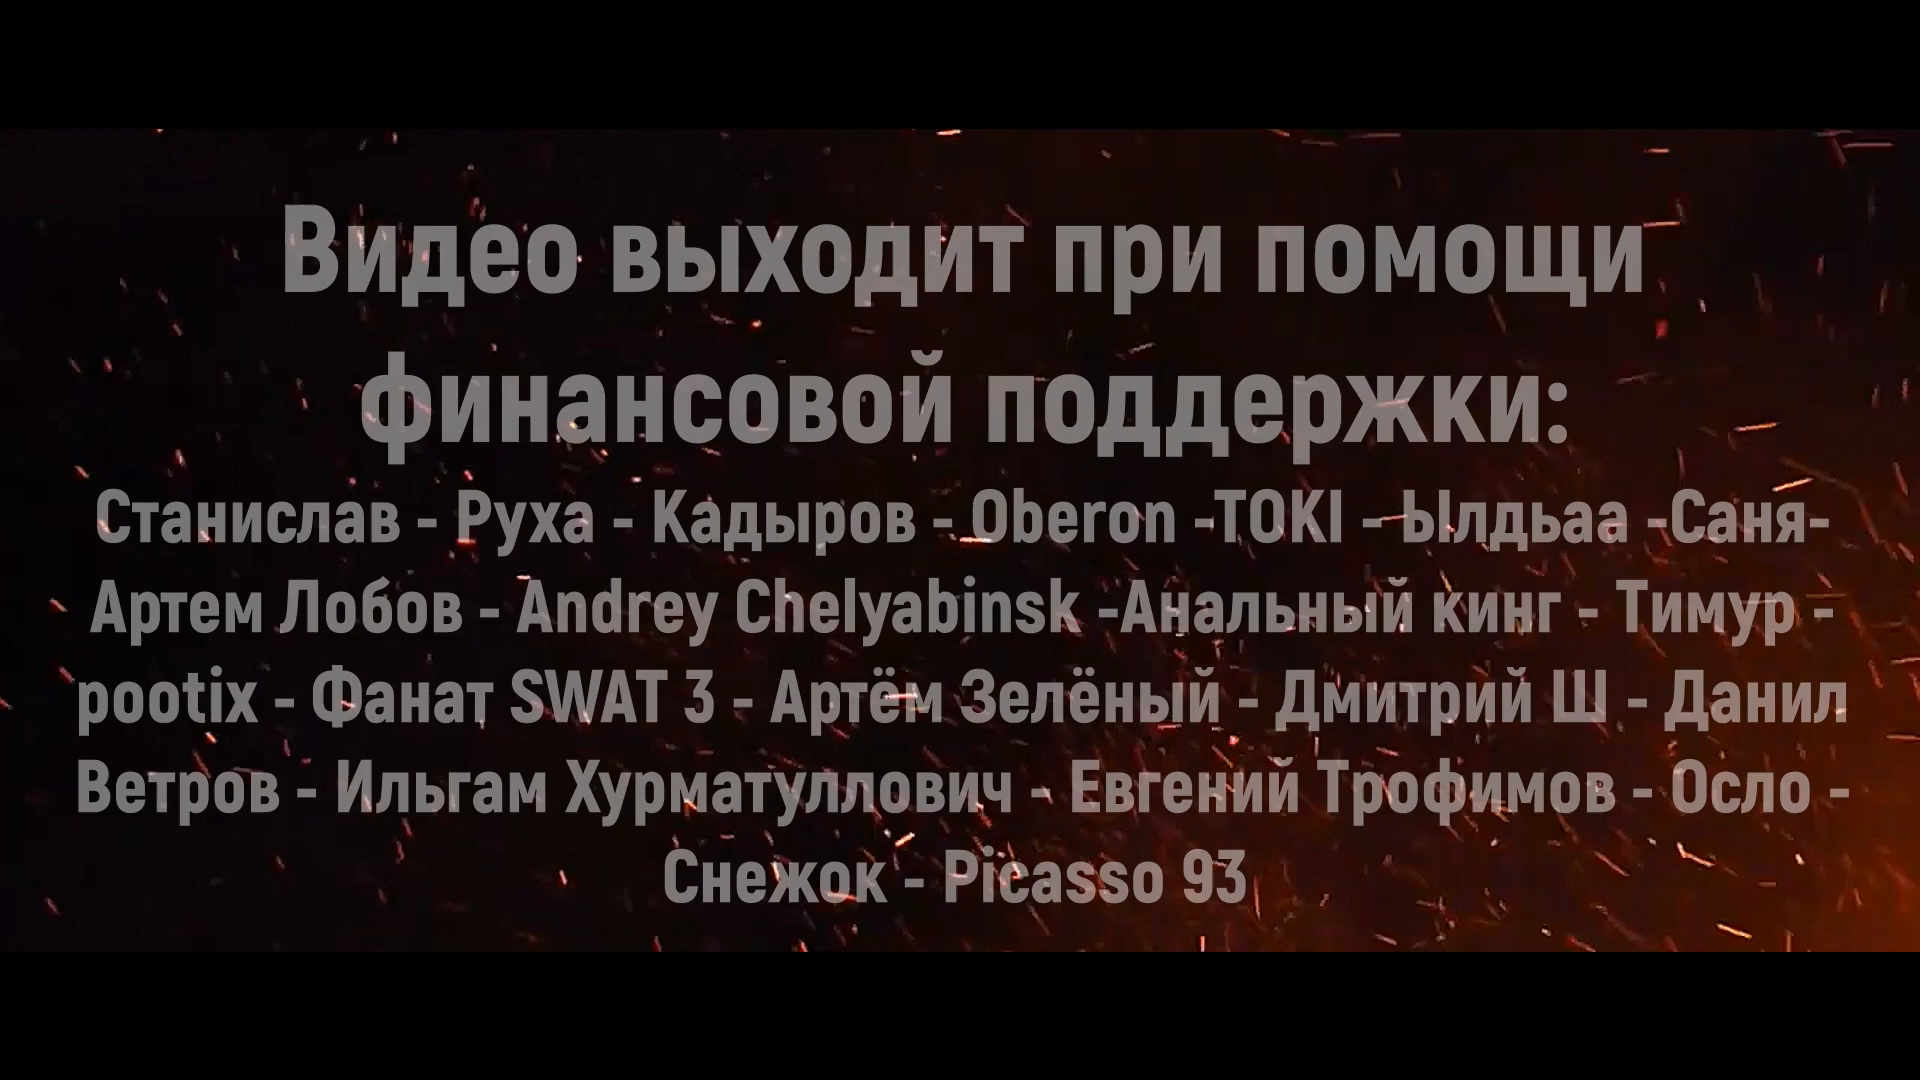 Видео выходит при помощи
финансовой поддержки:
Станислав - Руха - Кадыров - Oberon -TOKI - Ылдьаа -Саня-
Артем Лобов - Andrey Chelyabinsk -Анальный кинг - Тимур -
pootix - Фанат SWAT 3 - Артём Зелёный - Дмитрий Ш - Данил
Ветров - Ильгам Хурматуллович - Евгений Трофимов - Осло -
Снежок - Picasso 93